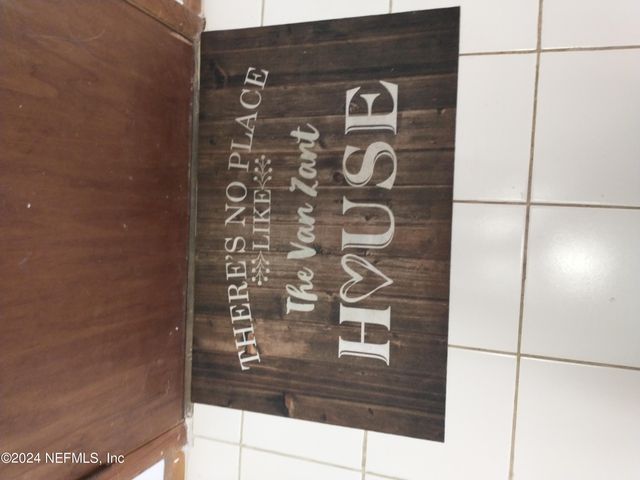 THERE'S NO PLACE
LIKE
The Van Zant
HOUSE
©2024 NEFMLS, Inc